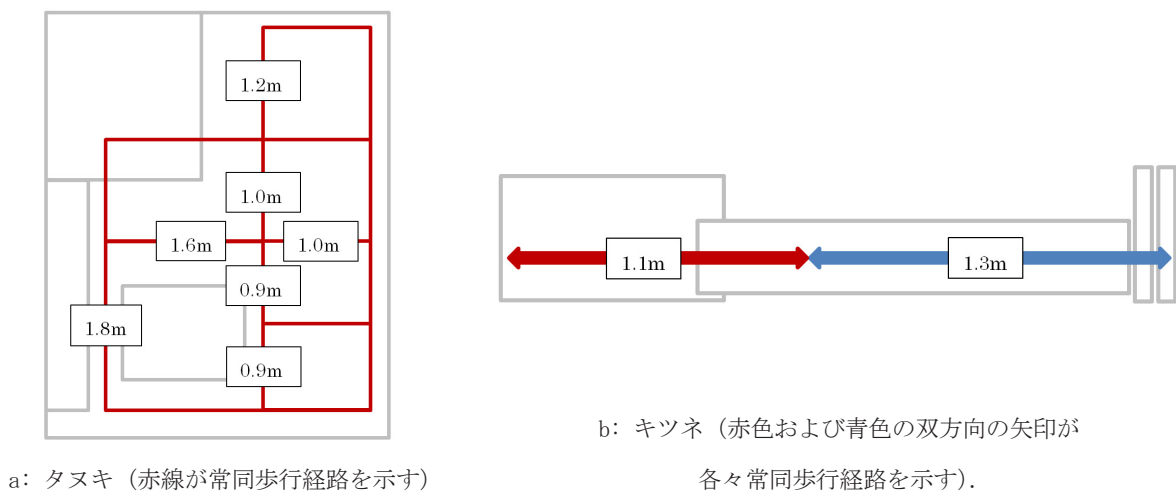 1.2m
1.0m
1.6m
1.0m
0.9m
1.8m
0.9m
a: タヌキ（赤線が常同歩行経路を示す）
1.1m
1.3m
b: キツネ（赤色および青色の双方向の矢印が
各々常同歩行経路を示す）.